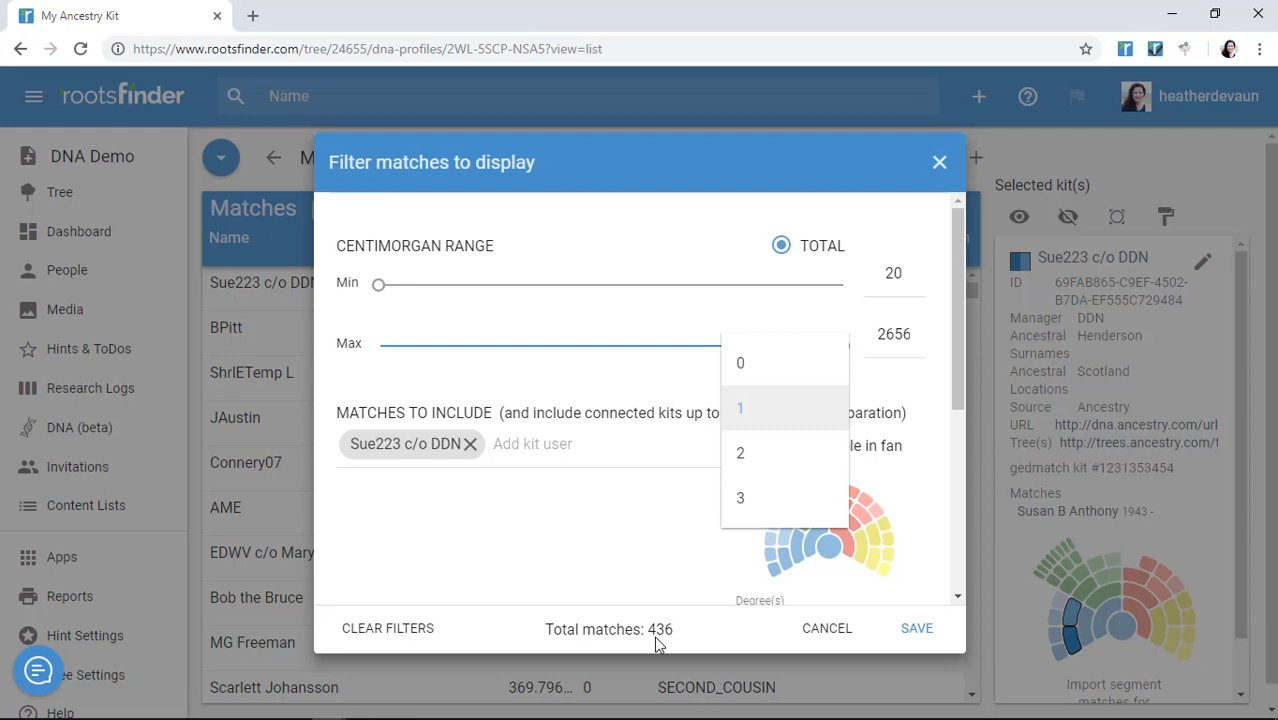 My Ancestry Kit
https://www.rootsfinder.com/tree/24655/dna-profiles/2WL-5SCP-NSA5?view=list
rootsfinder
Name
heatherdevaun
DNA Demo
Tree
Dashboard
People
Media
Hints & ToDos
Research Logs
DNA (beta)
Invitations
Content Lists
Apps
Reports
Hint Settings
ee Settings
Help
M
Matches
Name
Sue223 c/o DDN
BPitt
ShrlETemp L
JAustin
Connery07
AME
EDWV c/o Mary
Bob the Bruce
MG Freeman
Scarlett Johansson 369.796... 0 SECOND_COUSIN
Filter matches to display
CENTIMORGAN RANGE
TOTAL
Min
20
Max
2656
MATCHES TO INCLUDE (and include connected kits up to
paration)
Sue223 c/o DDN
Add kit user
le in fan
0
1
2
3
Degree(s)
CLEAR FILTERS
Total matches: 436
CANCEL
SAVE
Selected kit(s)
Sue223 c/o DDN
ID 69FAB865-C9EF-4502-
B7DA-EF555C729484
Manager DDN
Ancestral Henderson
Surnames
Ancestral Scotland
Locations
Source Ancestry
URL http://dna.ancestry.com/url
Tree(s) http://trees.ancestry.com/t
gedmatch kit #1231353454
Matches
Susan B Anthony 1943 -
Import segment
matches for